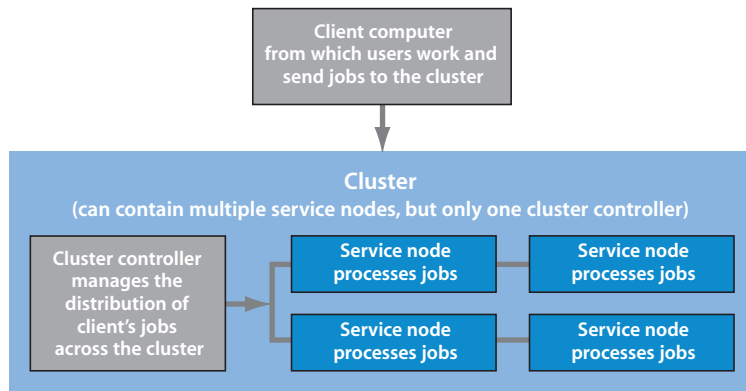 Client computer
from which users work and
send jobs to the cluster
Cluster
(can contain multiple service nodes, but only one cluster controller)
Cluster controller
manages the
distribution of
client’s jobs
across the cluster
Service node
processes jobs
Service node
processes jobs
Service node
processes jobs
Service node
processes jobs